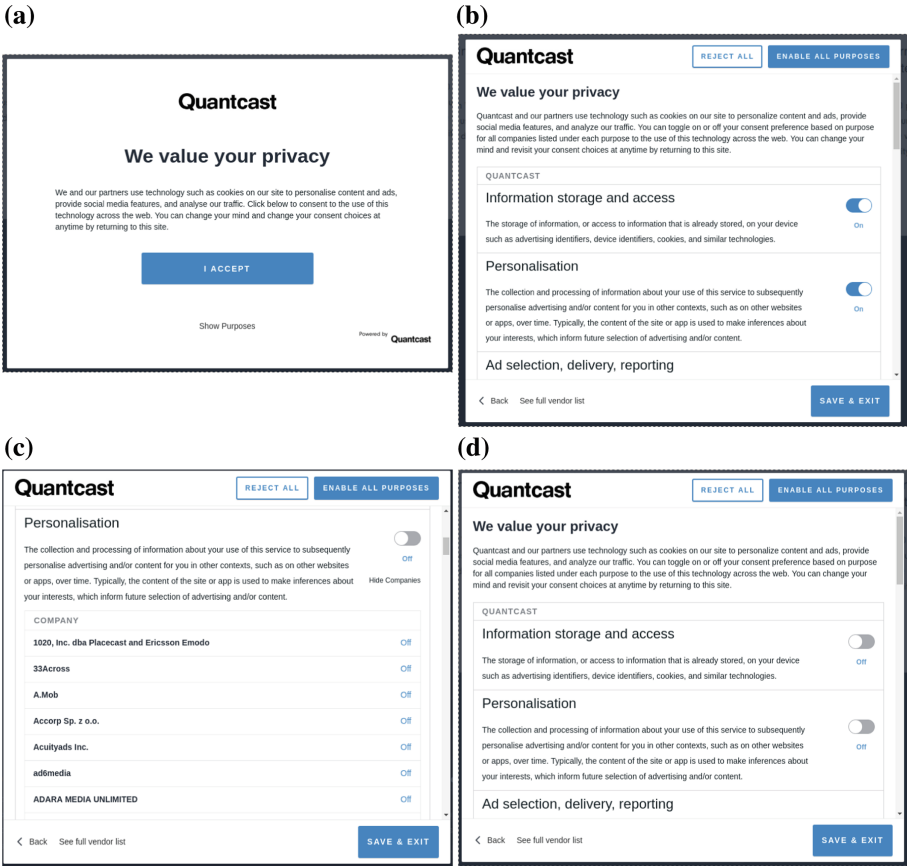 (a)
Quantcast
We value your privacy
We and our partners use technology such as cookies on our site to personalise content and ads,
provide social media features, and analyse our traffic. Click below to consent to the use of this
technology across the web. You can change your mind and change your consent choices at
anytime by returning to this site.
I ACCEPT
Show Purposes
Powered by Quantcast
(b)
Quantcast
REJECT ALL
ENABLE ALL PURPOSES
We value your privacy
Quantcast and our partners use technology such as cookies on our site to personalize content and ads, provide
social media features, and analyze our traffic. You can toggle on or off your consent preference based on purpose
for all companies listed under each purpose to the use of this technology across the web. You can change your
mind and revisit your consent choices at anytime by returning to this site.
QUANTCAST
Information storage and access
The storage of information, or access to information that is already stored, on your device
such as advertising identifiers, device identifiers, cookies, and similar technologies.
On
Personalisation
The collection and processing of information about your use of this service to subsequently
personalise advertising and/or content for you in other contexts, such as on other websites
or apps, over time. Typically, the content of the site or app is used to make inferences about
your interests, which inform future selection of advertising and/or content.
On
Ad selection, delivery, reporting
Back
See full vendor list
SAVE & EXIT
(c)
Quantcast
REJECT ALL
ENABLE ALL PURPOSES
Personalisation
The collection and processing of information about your use of this service to subsequently
personalise advertising and/or content for you in other contexts, such as on other websites
or apps, over time. Typically, the content of the site or app is used to make inferences about
your interests, which inform future selection of advertising and/or content.
Off
Hide Companies
COMPANY
1020, Inc. dba Placecast and Ericsson Emodo Off
33Across Off
A.Mob Off
Accorp Sp. z o.o. Off
Acuityads Inc. Off
ad6media Off
ADARA MEDIA UNLIMITED Off
Back
See full vendor list
SAVE & EXIT
(d)
Quantcast
REJECT ALL
ENABLE ALL PURPOSES
We value your privacy
Quantcast and our partners use technology such as cookies on our site to personalize content and ads, provide
social media features, and analyze our traffic. You can toggle on or off your consent preference based on purpose
for all companies listed under each purpose to the use of this technology across the web. You can change your
mind and revisit your consent choices at anytime by returning to this site.
QUANTCAST
Information storage and access
The storage of information, or access to information that is already stored, on your device
such as advertising identifiers, device identifiers, cookies, and similar technologies.
Off
Personalisation
The collection and processing of information about your use of this service to subsequently
personalise advertising and/or content for you in other contexts, such as on other websites
or apps, over time. Typically, the content of the site or app is used to make inferences about
your interests, which inform future selection of advertising and/or content.
Off
Ad selection, delivery, reporting
Back
See full vendor list
SAVE & EXIT